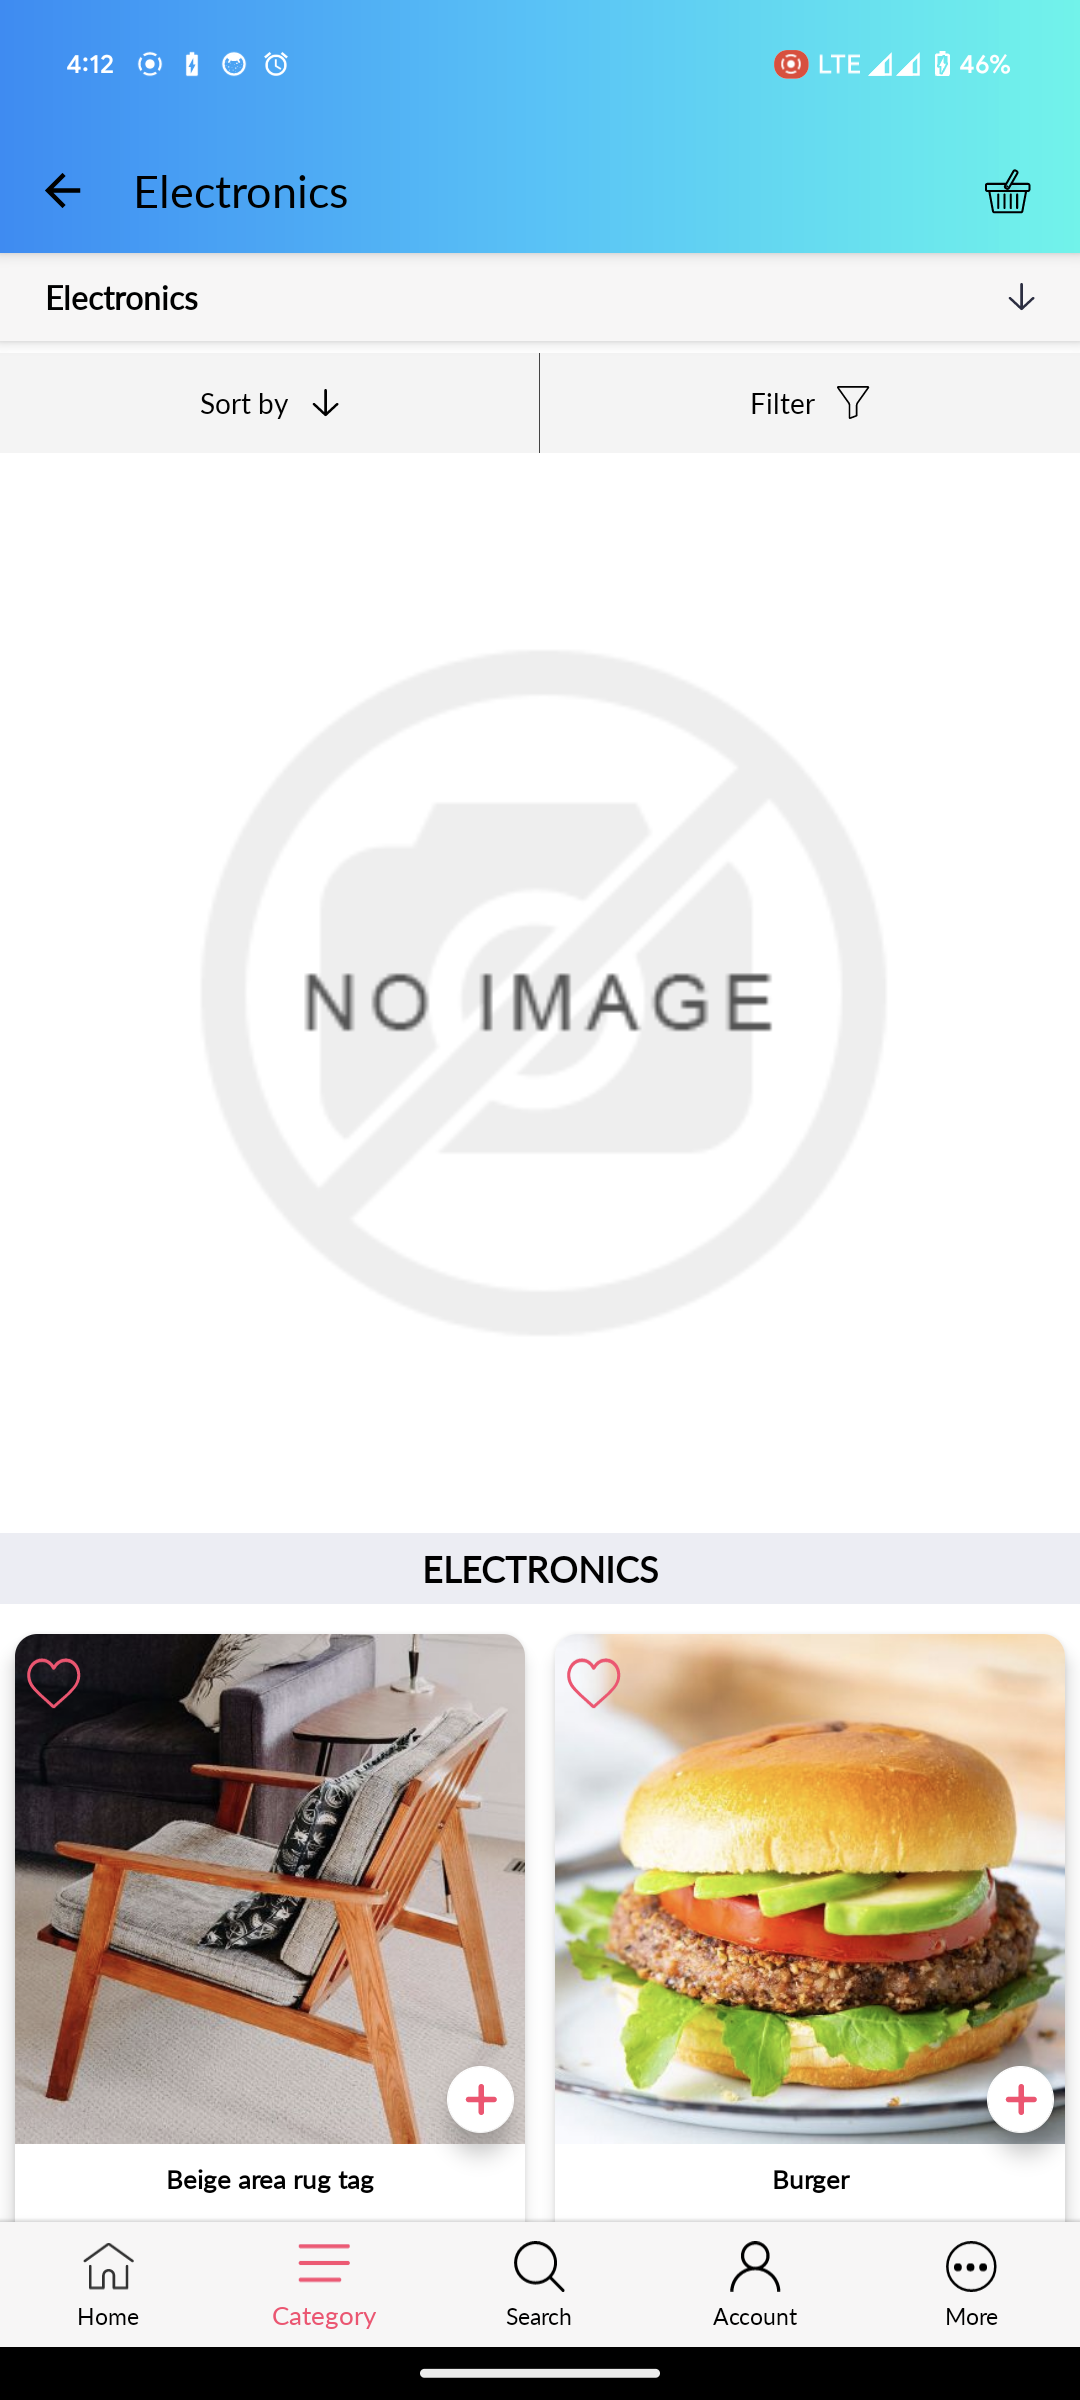 4:12 LTE 46%
Electronics
Electronics
Sort by Filter
NO IMAGE
ELECTRONICS
Beige area rug tag Burger
Home Category Search Account More